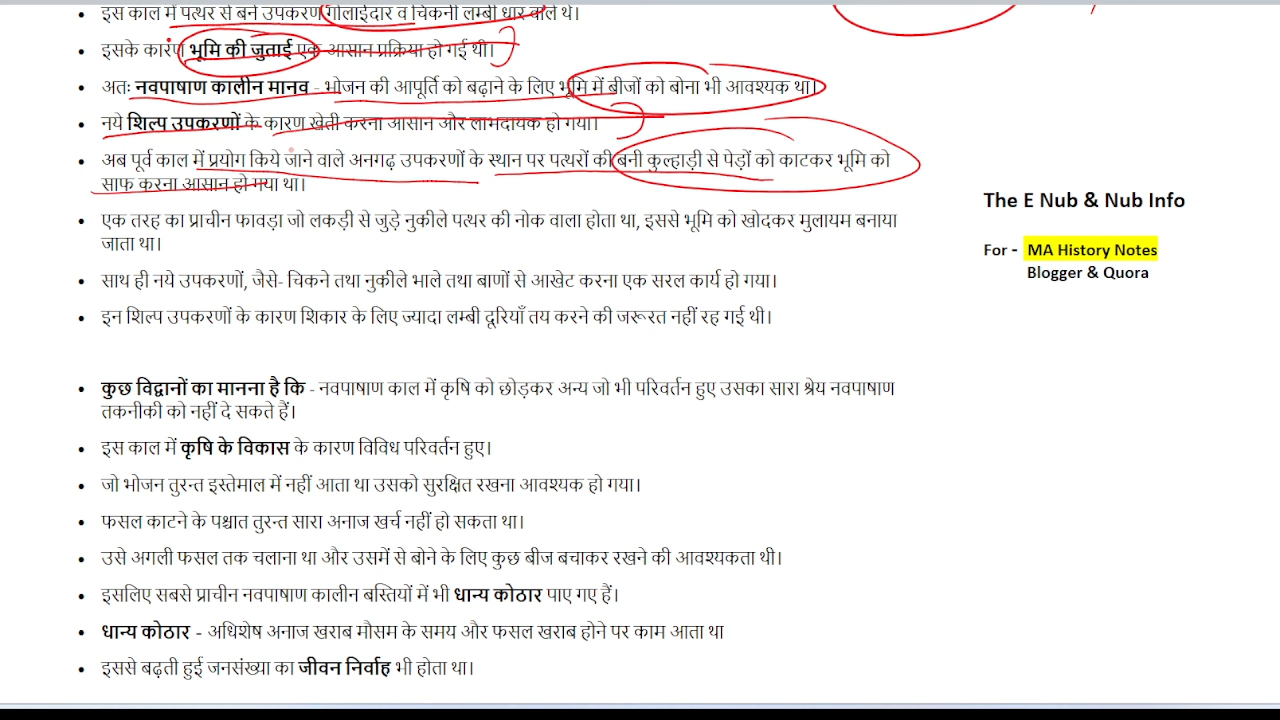 • इस काल में पत्थर से बने उपकरण गोलाईदार व चिकनी लम्बी धार वाले थे।
• इसके कारण भूमि की जुताई एक आसान प्रक्रिया हो गई थी।
• अतः नवपाषाण कालीन मानव - भोजन की आपूर्ति को बढ़ाने के लिए भूमि में बीजों को बोना भी आवश्यक था।
• नये शिल्प उपकरणों के कारण खेती करना आसान और लाभदायक हो गया।
• अब पूर्व काल में प्रयोग किये जाने वाले अनगढ़ उपकरणों के स्थान पर पत्थरों की बनी कुल्हाड़ी से पेड़ों को काटकर भूमि को
साफ करना आसान हो गया था।
• एक तरह का प्राचीन फावड़ा जो लकड़ी से जुड़े नुकीले पत्थर की नोक वाला होता था, इससे भूमि को खोदकर मुलायम बनाया
जाता था।
• साथ ही नये उपकरणों, जैसे- चिकने तथा नुकीले भाले तथा बाणों से आखेट करना एक सरल कार्य हो गया।
• इन शिल्प उपकरणों के कारण शिकार के लिए ज्यादा लम्बी दूरियाँ तय करने की जरूरत नहीं रह गई थी।
• कुछ विद्वानों का मानना है कि - नवपाषाण काल में कृषि को छोड़कर अन्य जो भी परिवर्तन हुए उसका सारा श्रेय नवपाषाण
तकनीकी को नहीं दे सकते हैं।
• इस काल में कृषि के विकास के कारण विविध परिवर्तन हुए।
• जो भोजन तुरन्त इस्तेमाल में नहीं आता था उसको सुरक्षित रखना आवश्यक हो गया।
• फसल काटने के पश्चात तुरन्त सारा अनाज खर्च नहीं हो सकता था।
• उसे अगली फसल तक चलाना था और उसमें से बोने के लिए कुछ बीज बचाकर रखने की आवश्यकता थी।
• इसलिए सबसे प्राचीन नवपाषाण कालीन बस्तियों में भी धान्य कोठार पाए गए हैं।
• धान्य कोठार - अधिशेष अनाज खराब मौसम के समय और फसल खराब होने पर काम आता था
• इससे बढ़ती हुई जनसंख्या का जीवन निर्वाह भी होता था।
The E Nub & Nub Info
For - MA History Notes
Blogger & Quora